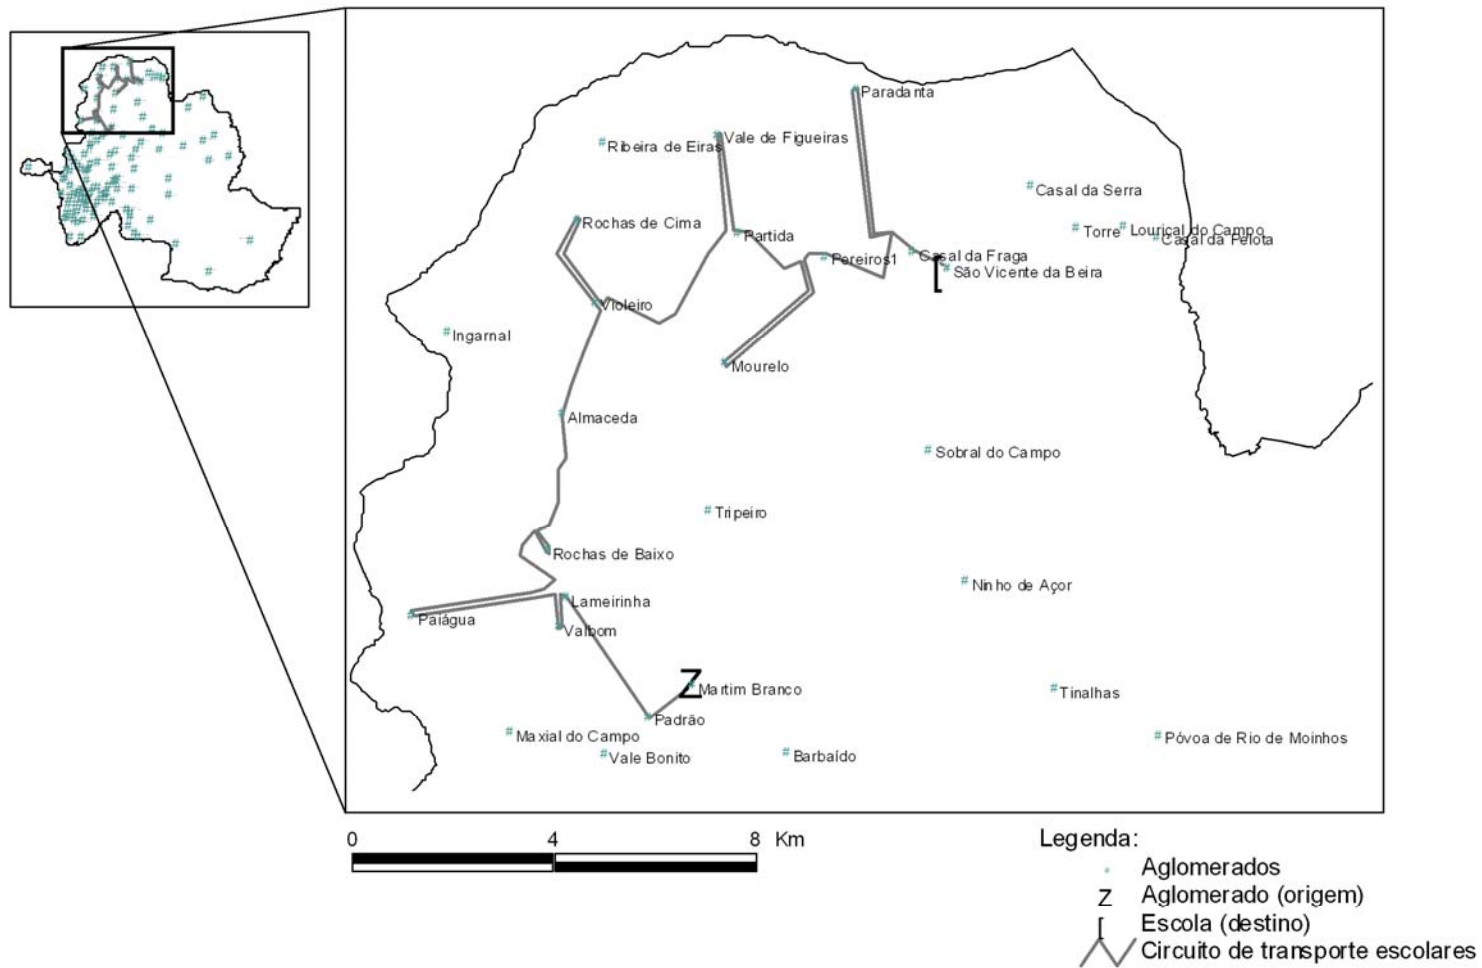 Paradanta
Vale de Figueiras
Ribeira de Eiras
Casal da Serra
Rochas de Cima
Partida
Torre
Louriçal do Campo
Casal da Pelota
Pereiros1
Casal da Fraga
[
São Vicente da Beira
Violeiro
Ingarnal
Mourelo
Almaceda
Sobral do Campo
Tripeiro
Rochas de Baixo
Ninho de Açor
Lameirinha
Paiágua
Valbom
Z
Martim Branco
Tinalhas
Padrão
Maxial do Campo
Póvoa de Rio de Moinhos
Vale Bonito
Barbaído
0 4 8 Km
Legenda:
Aglomerados
Z Aglomerado (origem)
[ Escola (destino)
Circuito de transporte escolares